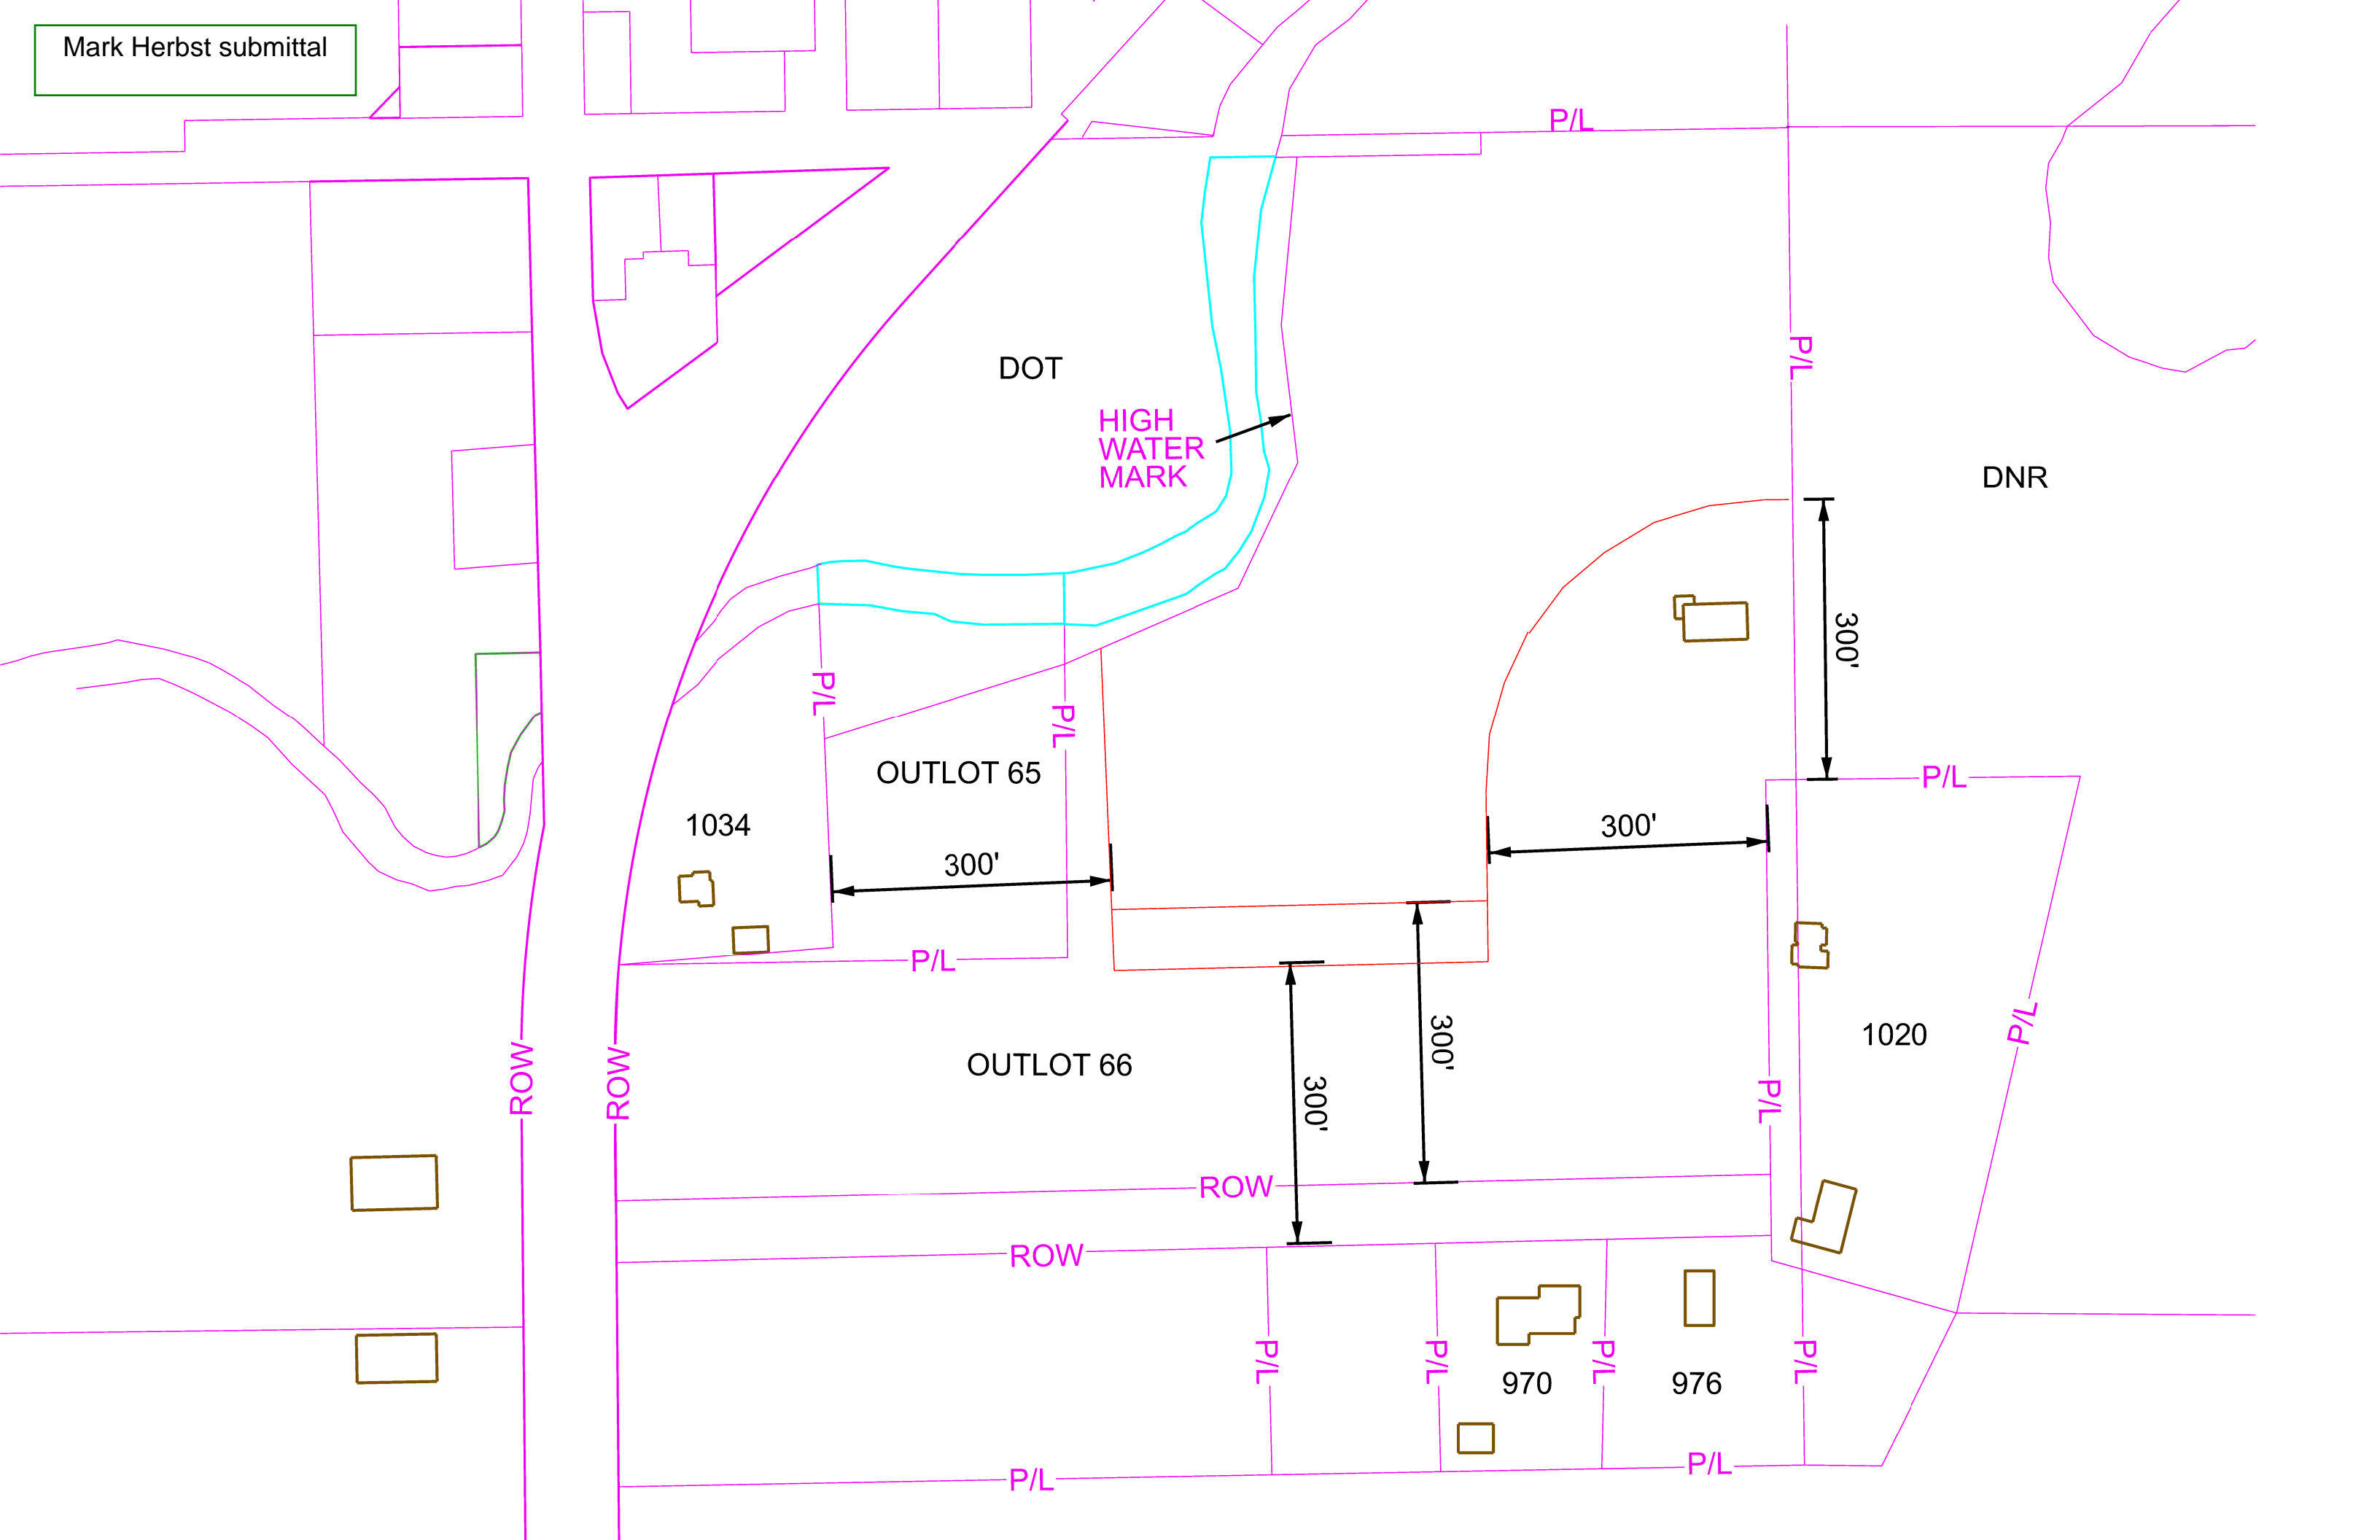 Mark Herbst submittal
P/L
P/L
DOT
HIGH
WATER
MARK
DNR
300'
P/L
P/L
OUTLOT 65
P/L
1034
300'
300'
P/L
300'
1020
P/L
ROW
ROW
OUTLOT 66
300'
P/L
ROW
ROW
P/L
P/L
P/L
P/L
970
976
P/L
P/L